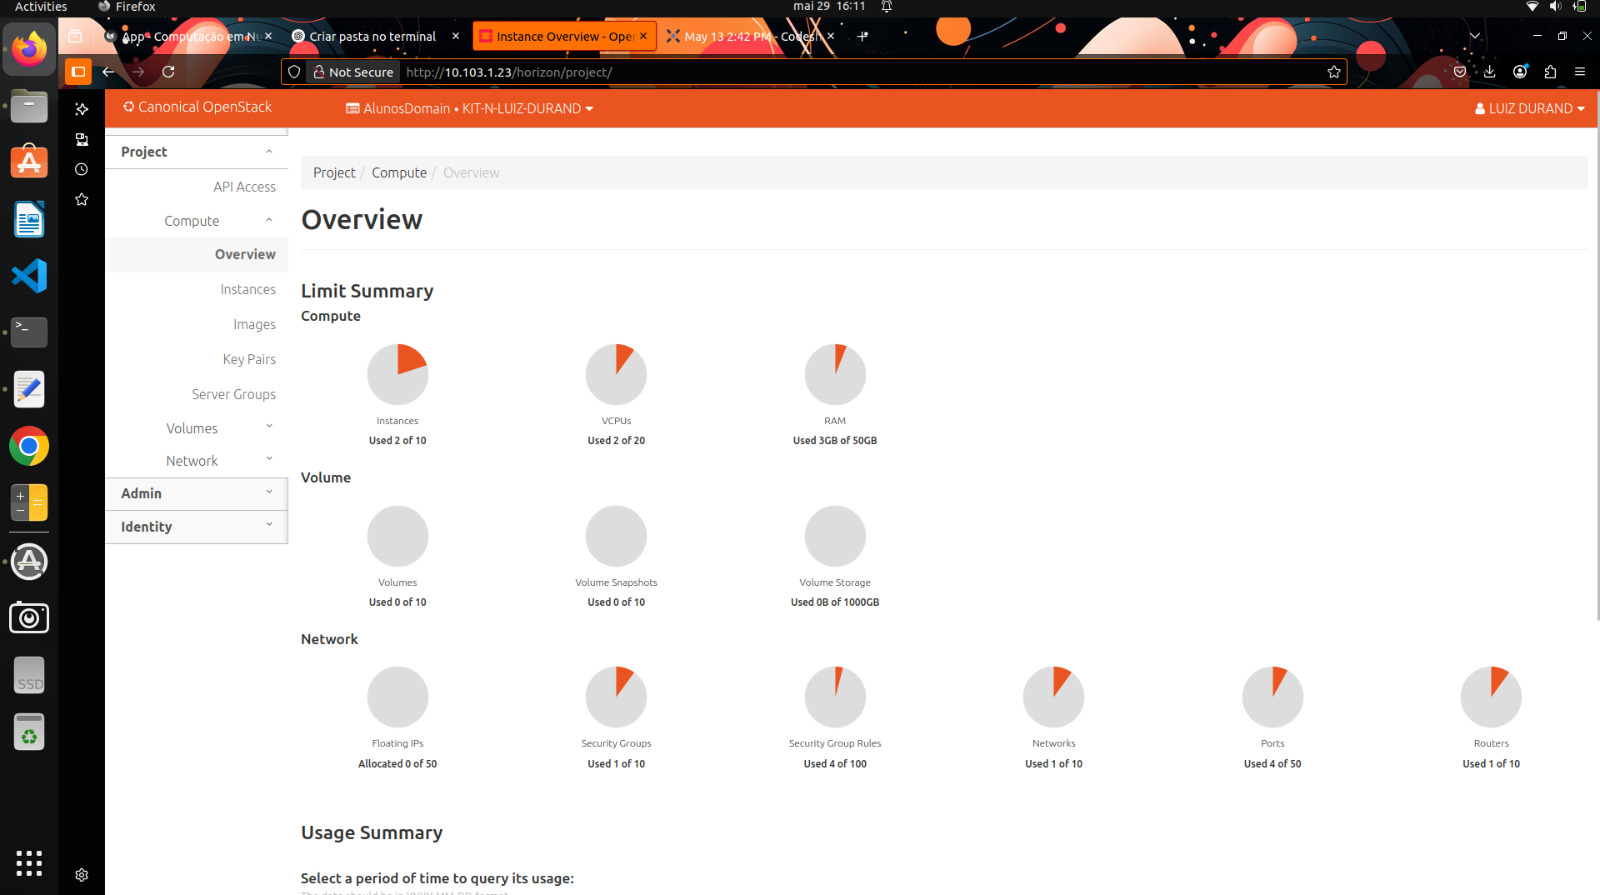 Activities
Firefox
mai 29 16:11
App - Computação em Nu
Criar pasta no terminal
Instance Overview - Ope
May 13 2:42 PM - Codesh
Not Secure
http://10.103.1.23/horizon/project/
Canonical OpenStack
AlunosDomain • KIT-N-LUIZ-DURAND
LUIZ DURAND
Project
API Access
Compute
Overview
Instances
Images
Key Pairs
Server Groups
Volumes
Network
Admin
Identity
Project / Compute / Overview
Overview
Limit Summary
Compute
Instances
Used 2 of 10
VCPUs
Used 2 of 20
RAM
Used 3GB of 50GB
Volume
Volumes
Used 0 of 10
Volume Snapshots
Used 0 of 10
Volume Storage
Used 0B of 1000GB
Network
Floating IPs
Allocated 0 of 50
Security Groups
Used 1 of 10
Security Group Rules
Used 4 of 100
Networks
Used 1 of 10
Ports
Used 4 of 50
Routers
Used 1 of 10
Usage Summary
Select a period of time to query its usage:
SSD